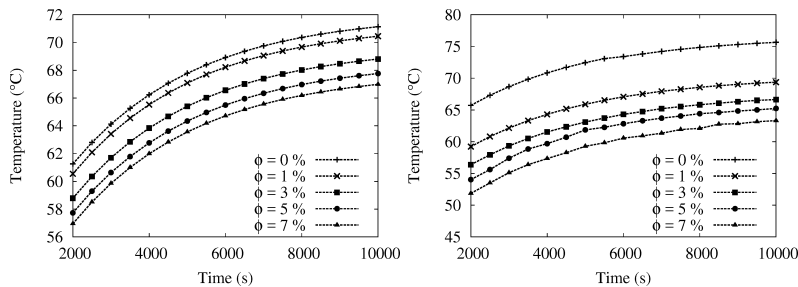 72
70
68
66
64
62
60
58
56
Temperature (°C)
ϕ = 0 %
ϕ = 1 %
ϕ = 3 %
ϕ = 5 %
ϕ = 7 %
2000 4000 6000 8000 10000
Time (s)
80
75
70
65
60
55
50
45
Temperature (°C)
ϕ = 0 %
ϕ = 1 %
ϕ = 3 %
ϕ = 5 %
ϕ = 7 %
2000 4000 6000 8000 10000
Time (s)